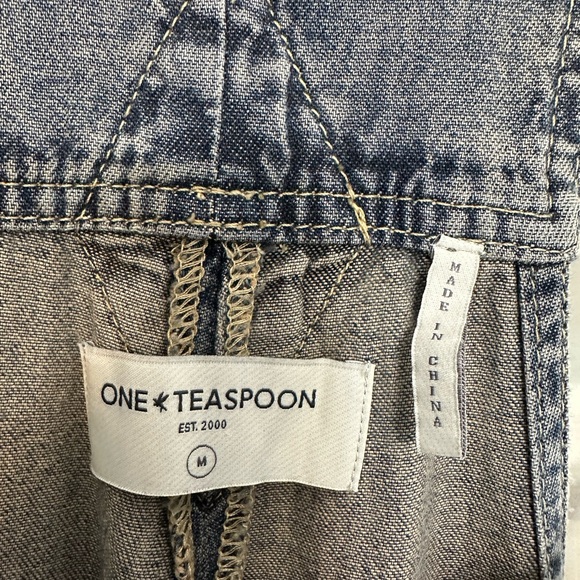 ONE TEASPOON
EST. 2000
M
MADE IN CHINA